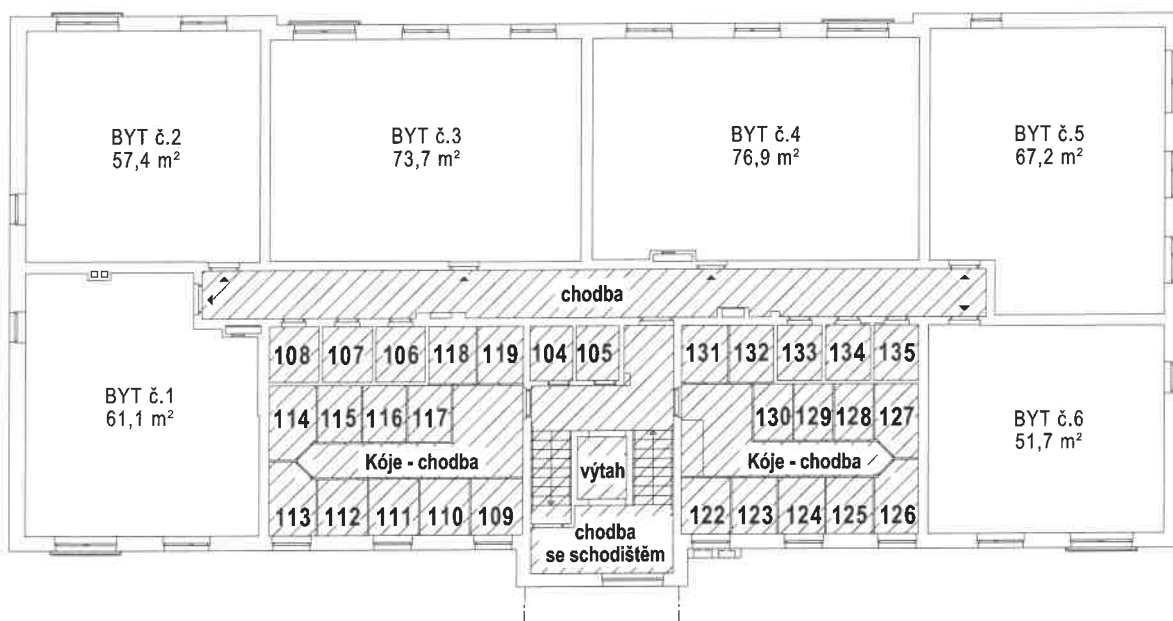 BYT č.2
57,4 m²
BYT č.3
73,7 m²
BYT č.4
76,9 m²
BYT č.5
67,2 m²
chodba
BYT č.1
61,1 m²
108 107 106 118 119 104 105 131 132 133 134 135
114 115 116 117 130 129 128 127
BYT č.6
51,7 m²
Kóje - chodba
výtah
Kóje - chodba
113 112 111 110 109 122 123 124 125 126
chodba
se schodištěm